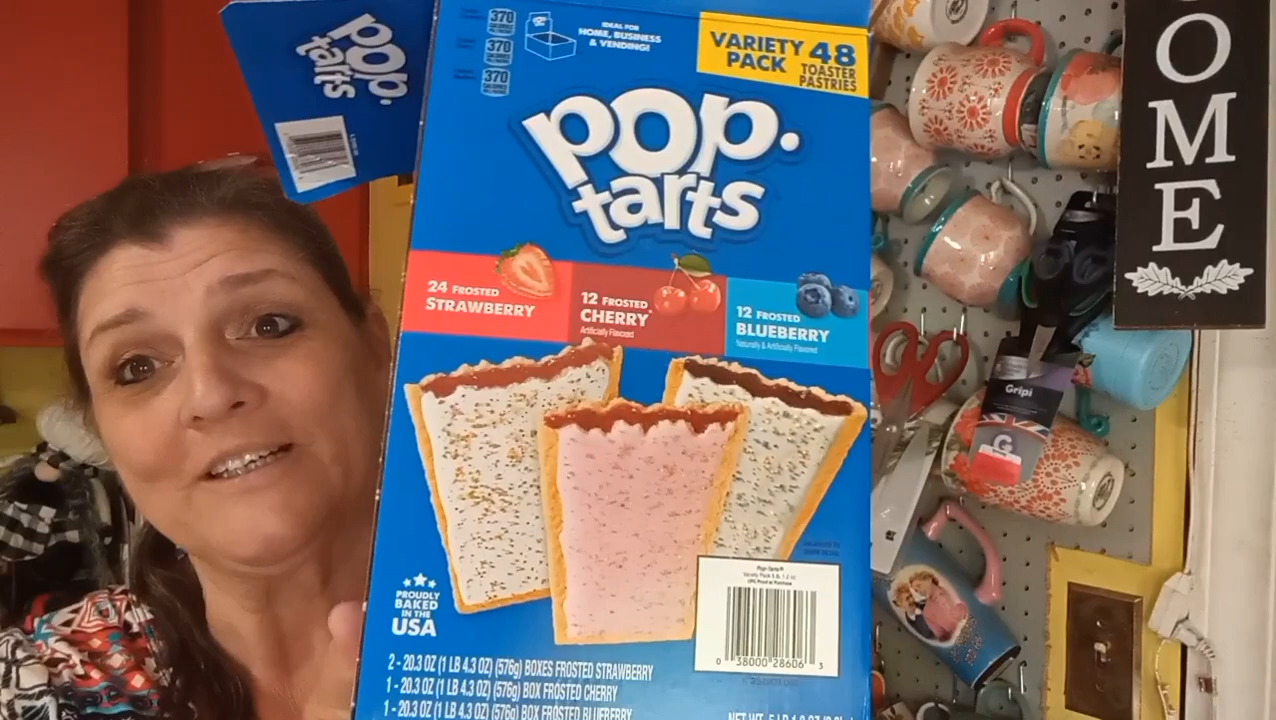 370
370
370
IDEAL FOR
HOME, BUSINESS
& VENDING!
VARIETY
PACK
48
TOASTER
PASTRIES
pop.
tarts
pop.
tarts
24 FROSTED
STRAWBERRY
12 FROSTED
CHERRY
Artificially Flavored
12 FROSTED
BLUEBERRY
Naturally & Artificially Flavored
PROUDLY
BAKED
IN THE
USA
Pop-Tarts
0 38000 28606 3
2 - 20.3 OZ (1 LB 4.3 OZ) (576g) BOXES FROSTED STRAWBERRY
1 - 20.3 OZ (1 LB 4.3 OZ) (576g) BOX FROSTED CHERRY
1 - 20.3 OZ (1 LB 4.3 OZ) (576g) BOX FROSTED BLUEBERRY
NET WT.
OME
Gripi
G